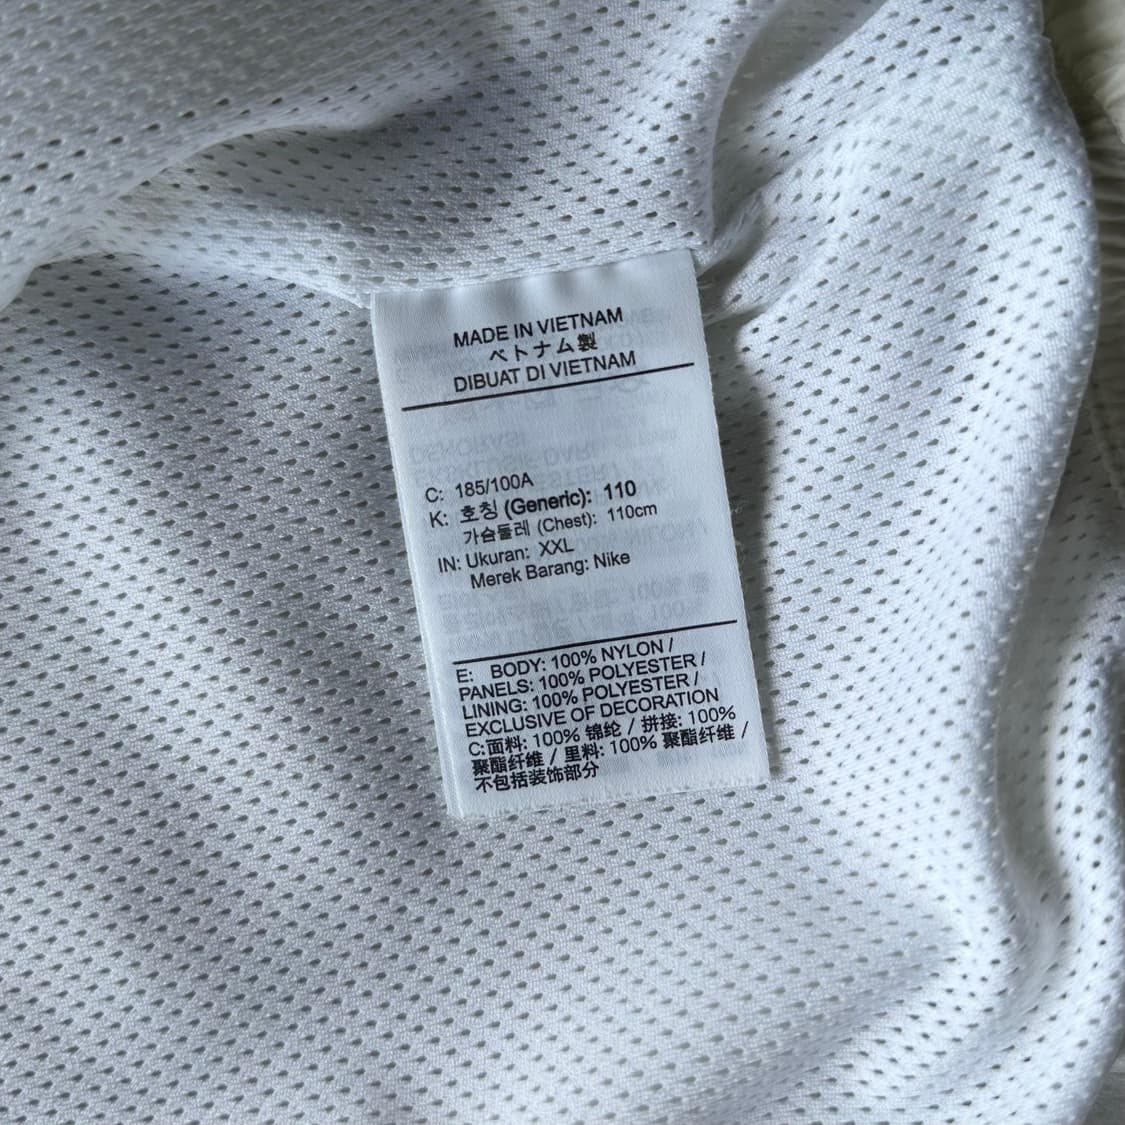 MADE IN VIETNAM
ベトナム製
DIBUAT DI VIETNAM
C: 185/100A
K: 호칭 (Generic): 110
가슴둘레 (Chest): 110cm
IN: Ukuran: XXL
Merek Barang: Nike
E: BODY: 100% NYLON /
PANELS: 100% POLYESTER /
LINING: 100% POLYESTER /
EXCLUSIVE OF DECORATION
C:面料: 100% 锦纶 / 拼接: 100%
聚酯纤维 / 里料: 100% 聚酯纤维 /
不包括装饰部分